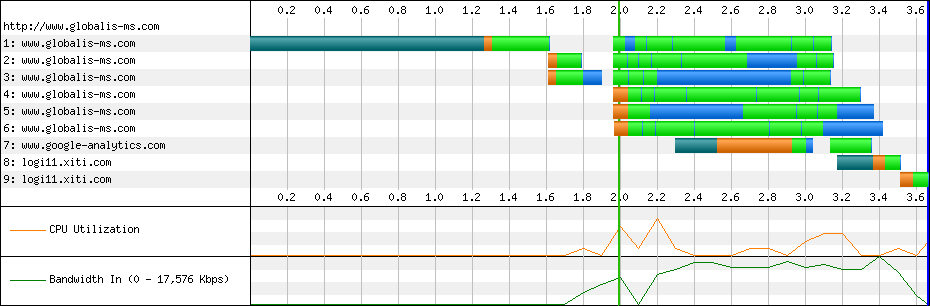 0.2 0.4 0.6 0.8 1.0 1.2 1.4 1.6 1.8 2.0 2.2 2.4 2.6 2.8 3.0 3.2 3.4 3.6
http://www.globalis-ms.com
1: www.globalis-ms.com
2: www.globalis-ms.com
3: www.globalis-ms.com
4: www.globalis-ms.com
5: www.globalis-ms.com
6: www.globalis-ms.com
7: www.google-analytics.com
8: logi11.xiti.com
9: logi11.xiti.com
0.2 0.4 0.6 0.8 1.0 1.2 1.4 1.6 1.8 2.0 2.2 2.4 2.6 2.8 3.0 3.2 3.4 3.6
CPU Utilization
Bandwidth In (0 - 17,576 Kbps)